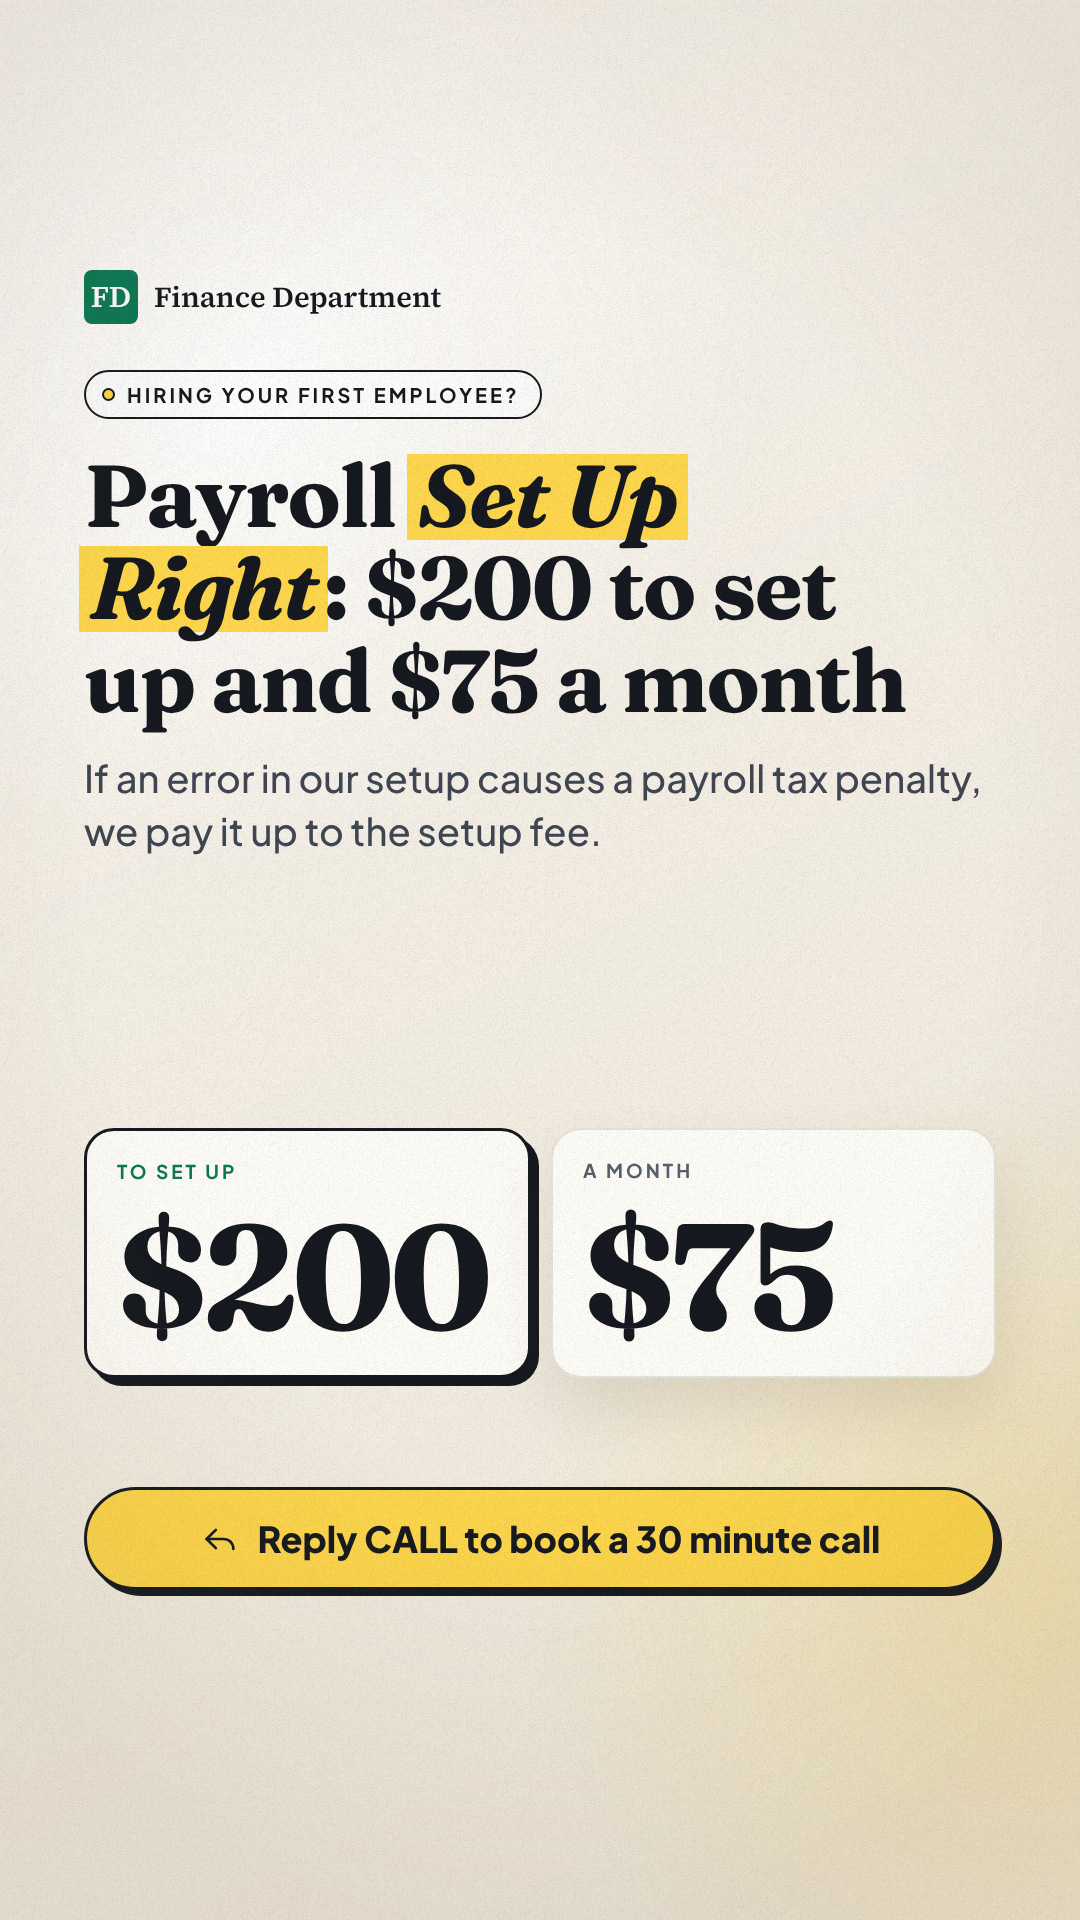 FD Finance Department
HIRING YOUR FIRST EMPLOYEE?
Payroll Set Up
Right: $200 to set
up and $75 a month
If an error in our setup causes a payroll tax penalty,
we pay it up to the setup fee.
TO SET UP
$200
A MONTH
$75
Reply CALL to book a 30 minute call